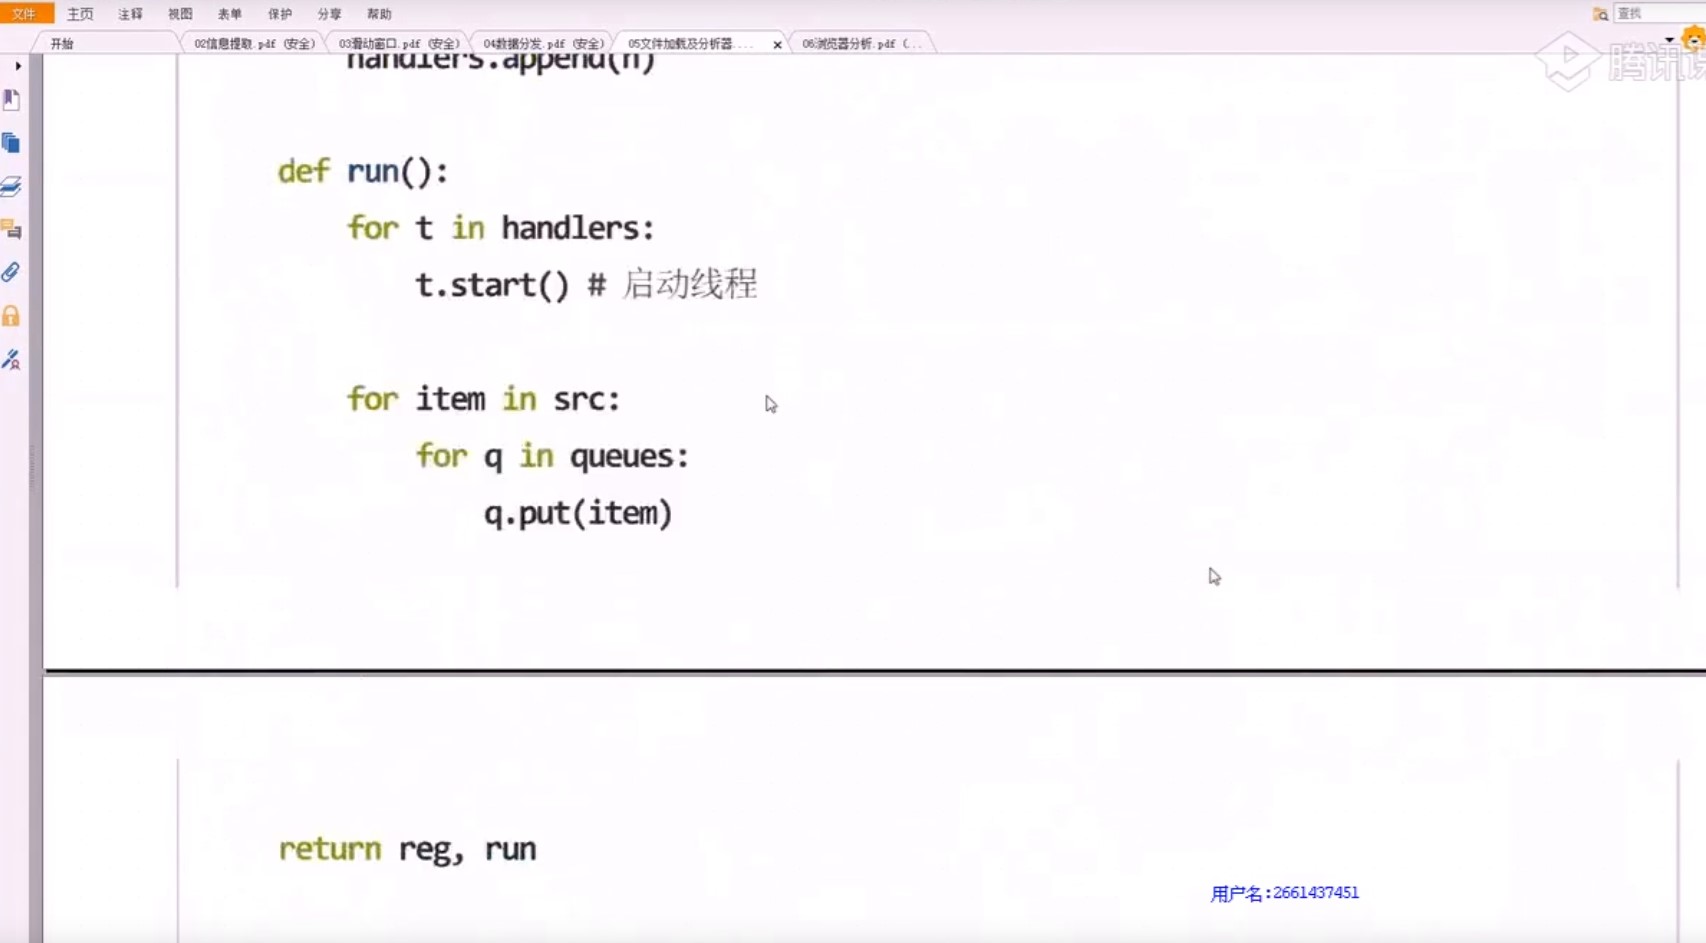 文件 主页 注释 视图 表单 保护 分享 帮助 查找
开始 02信息提取.pdf (安全) 03滑动窗口.pdf (安全) 04数据分发.pdf (安全) 05文件加载及分析器.... × 06浏览器分析.pdf (...
腾讯课
handlers.append(h)
def run():
for t in handlers:
t.start() # 启动线程
for item in src:
for q in queues:
q.put(item)
return reg, run
用户名:2661437451